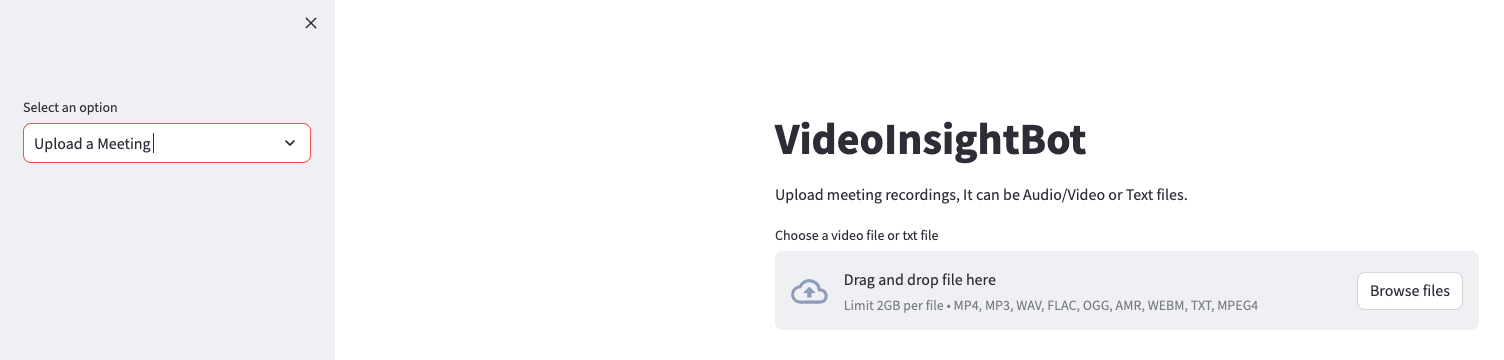 Select an option
Upload a Meeting
VideoInsightBot
Upload meeting recordings, It can be Audio/Video or Text files.
Choose a video file or txt file
Drag and drop file here
Limit 2GB per file • MP4, MP3, WAV, FLAC, OGG, AMR, WEBM, TXT, MPEG4
Browse files